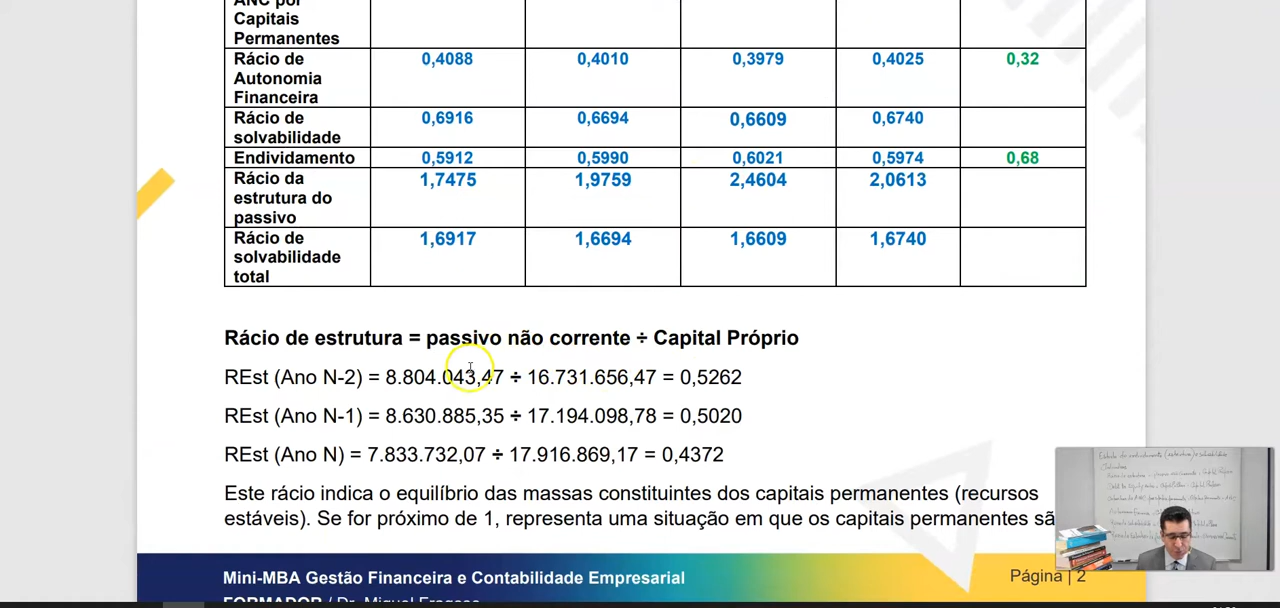 ANC por
Capitais
Permanentes
Rácio de Autonomia Financeira 0,4088 0,4010 0,3979 0,4025 0,32
Rácio de solvabilidade 0,6916 0,6694 0,6609 0,6740
Endividamento 0,5912 0,5990 0,6021 0,5974 0,68
Rácio da estrutura do passivo 1,7475 1,9759 2,4604 2,0613
Rácio de solvabilidade total 1,6917 1,6694 1,6609 1,6740
Rácio de estrutura = passivo não corrente ÷ Capital Próprio
REst (Ano N-2) = 8.804.043,47 ÷ 16.731.656,47 = 0,5262
REst (Ano N-1) = 8.630.885,35 ÷ 17.194.098,78 = 0,5020
REst (Ano N) = 7.833.732,07 ÷ 17.916.869,17 = 0,4372
Este rácio indica o equilíbrio das massas constituintes dos capitais permanentes (recursos
estáveis). Se for próximo de 1, representa uma situação em que os capitais permanentes sã
Mini-MBA Gestão Financeira e Contabilidade Empresarial
Página | 2
FORMADOR / Dr. Miguel Fragoso